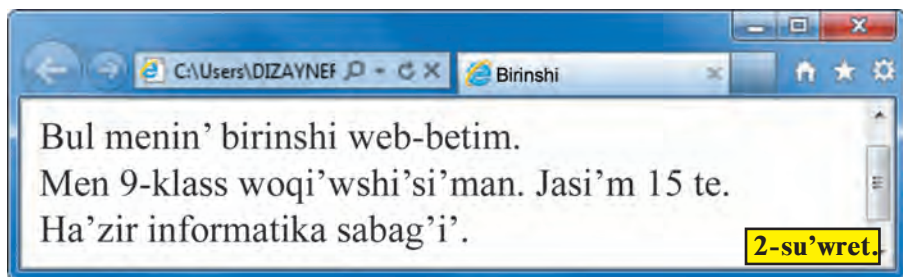 C:\Users\DIZAYNEF
Birinshi
Bul menin’ birinshi web-betim.
Men 9-klass woqi’wshi’si’man. Jasi’m 15 te.
Ha’zir informatika sabag’i’.
2-su’wret.